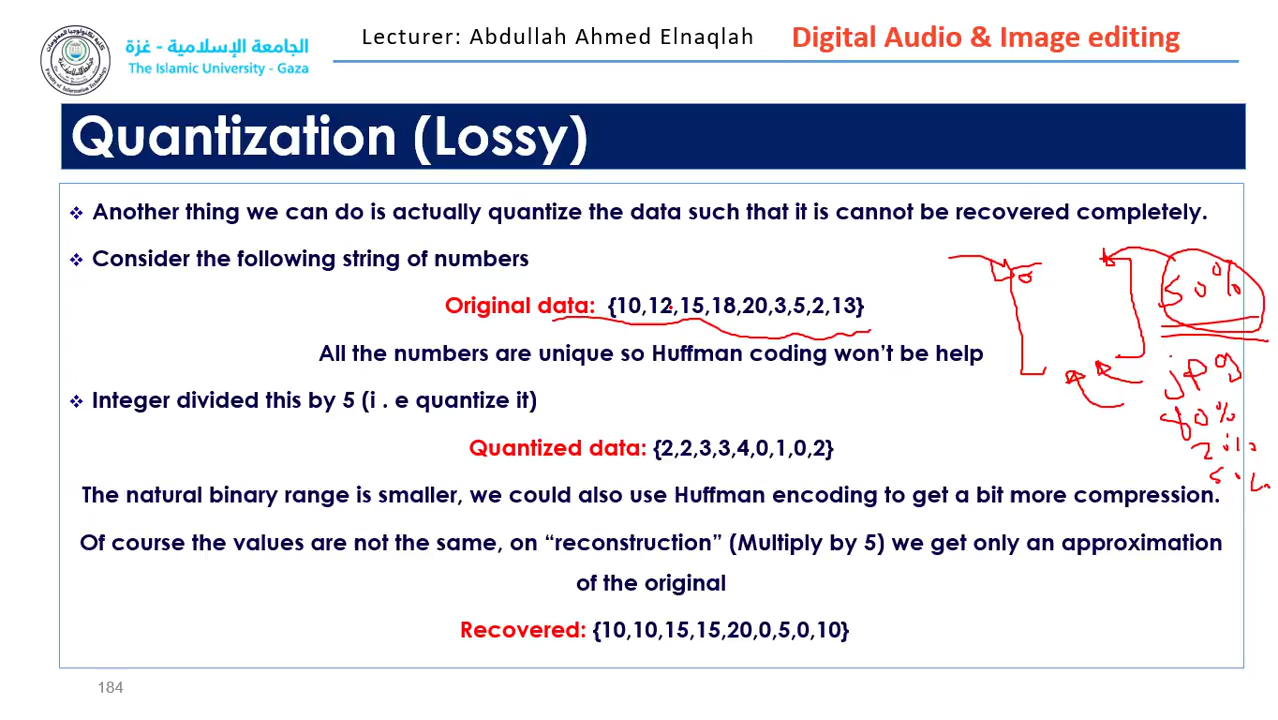 الجامعة الإسلامية - غزة
The Islamic University - Gaza
Lecturer: Abdullah Ahmed Elnaqlah
Digital Audio & Image editing
Quantization (Lossy)
Another thing we can do is actually quantize the data such that it is cannot be recovered completely.
Consider the following string of numbers
Original data: {10,12,15,18,20,3,5,2,13}
All the numbers are unique so Huffman coding won't be help
Integer divided this by 5 (i . e quantize it)
Quantized data: {2,2,3,3,4,0,1,0,2}
The natural binary range is smaller, we could also use Huffman encoding to get a bit more compression.
Of course the values are not the same, on “reconstruction” (Multiply by 5) we get only an approximation
of the original
Recovered: {10,10,15,15,20,0,5,0,10}
50%
jpg
184